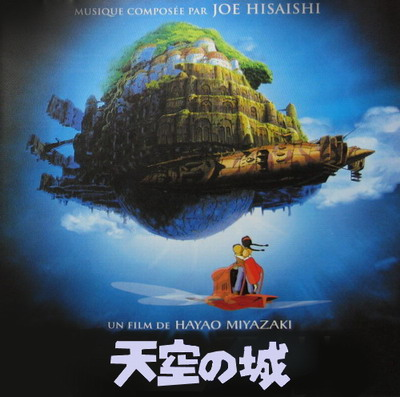 MUSIQUE COMPOSÉE PAR JOE HISAISHI
UN FILM DE HAYAO MIYAZAKI
天空の城